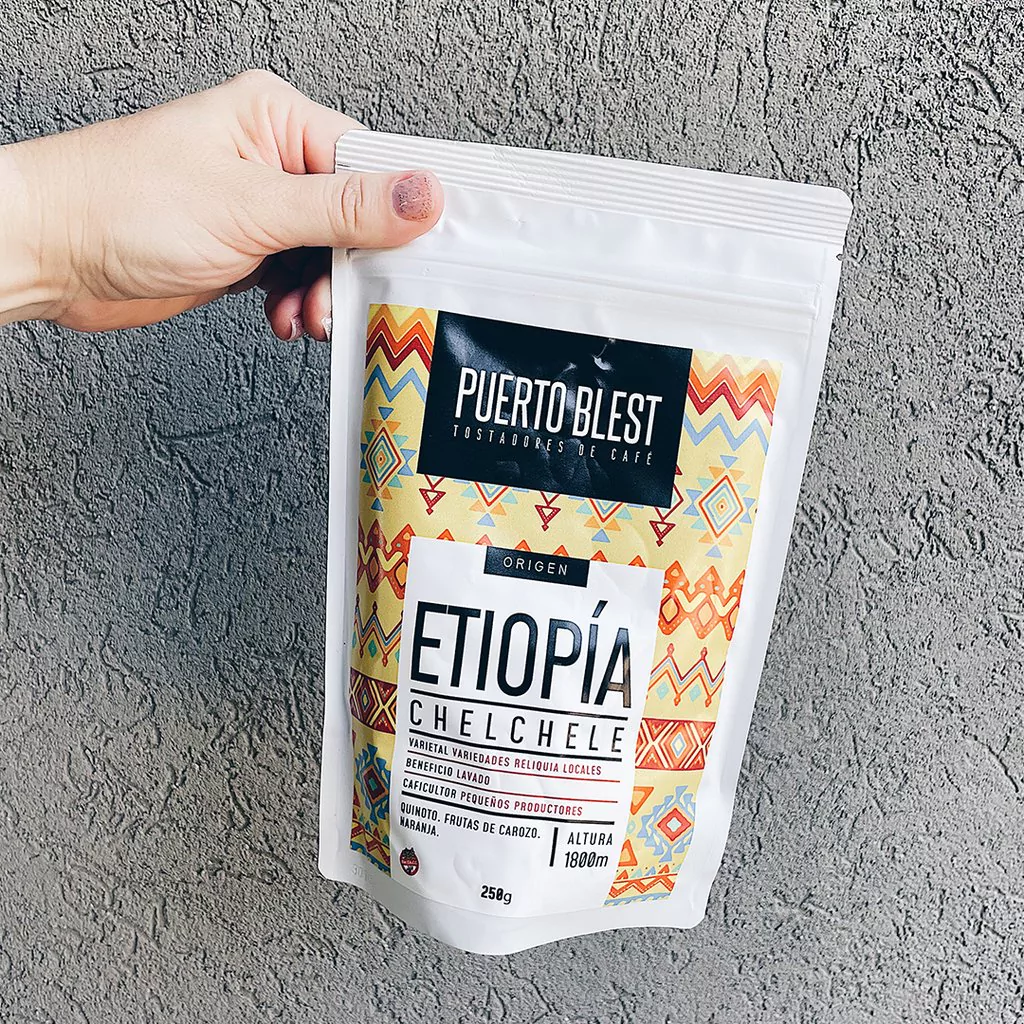 PUERTO BLEST
TOSTADORES DE CAFÉ
ORIGEN
ETIOPÍA
CHELCHELE
VARIETAL VARIEDADES RELIQUIA LOCALES
BENEFICIO LAVADO
CAFICULTOR PEQUEÑOS PRODUCTORES
QUINOTO. FRUTAS DE CAROZO.
NARANJA.
ALTURA
1800m
250g